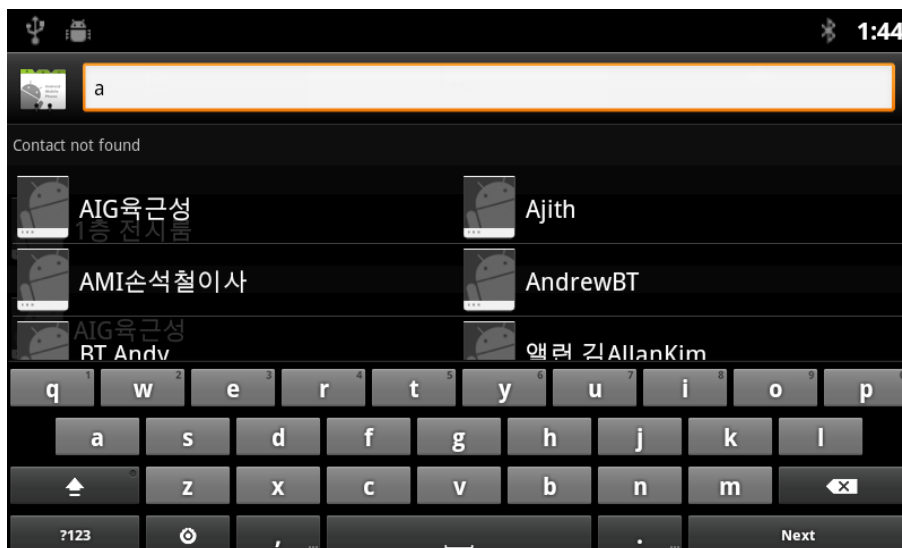 1:44
a
Contact not found
AIG육근성
Ajith
1층 전시룸
AMI손석철이사
AndrewBT
AIG육근성
BT Andy
앨런 김AllanKim
q 1 w 2 e 3 r 4 t 5 y 6 u 7 i 8 o 9 p
a s d f g h j k l
z x c v b n m
?123 , ... . ... Next